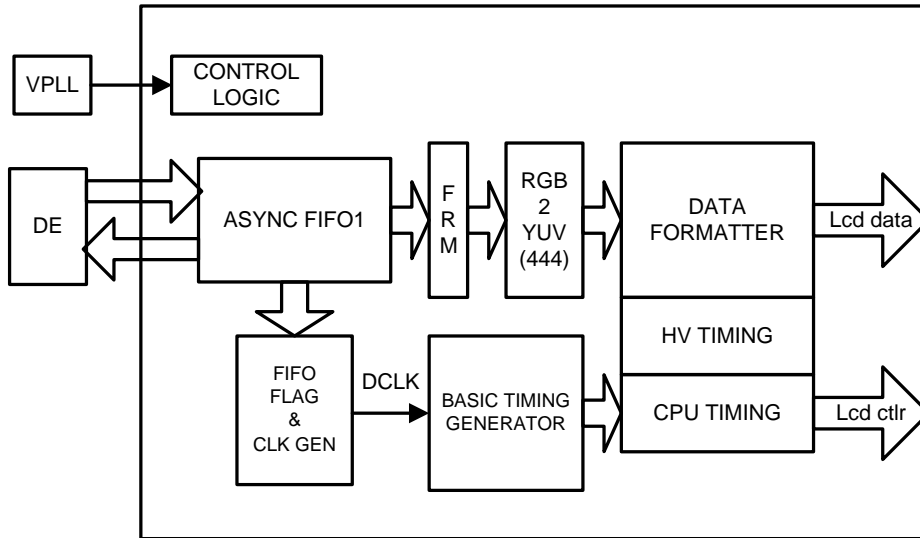 VPLL
CONTROL
LOGIC
DE
ASYNC FIFO1
F
R
M
RGB
2
YUV
(444)
DATA
FORMATTER
Lcd data
HV TIMING
FIFO
FLAG
&
CLK GEN
DCLK
BASIC TIMING
GENERATOR
CPU TIMING
Lcd ctlr